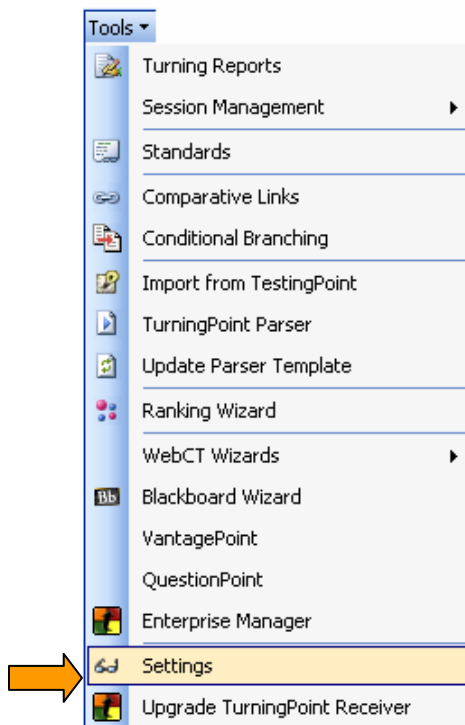 Tools
Turning Reports
Session Management
Standards
Comparative Links
Conditional Branching
Import from TestingPoint
TurningPoint Parser
Update Parser Template
Ranking Wizard
WebCT Wizards
Bb Blackboard Wizard
VantagePoint
QuestionPoint
Enterprise Manager
Settings
Upgrade TurningPoint Receiver